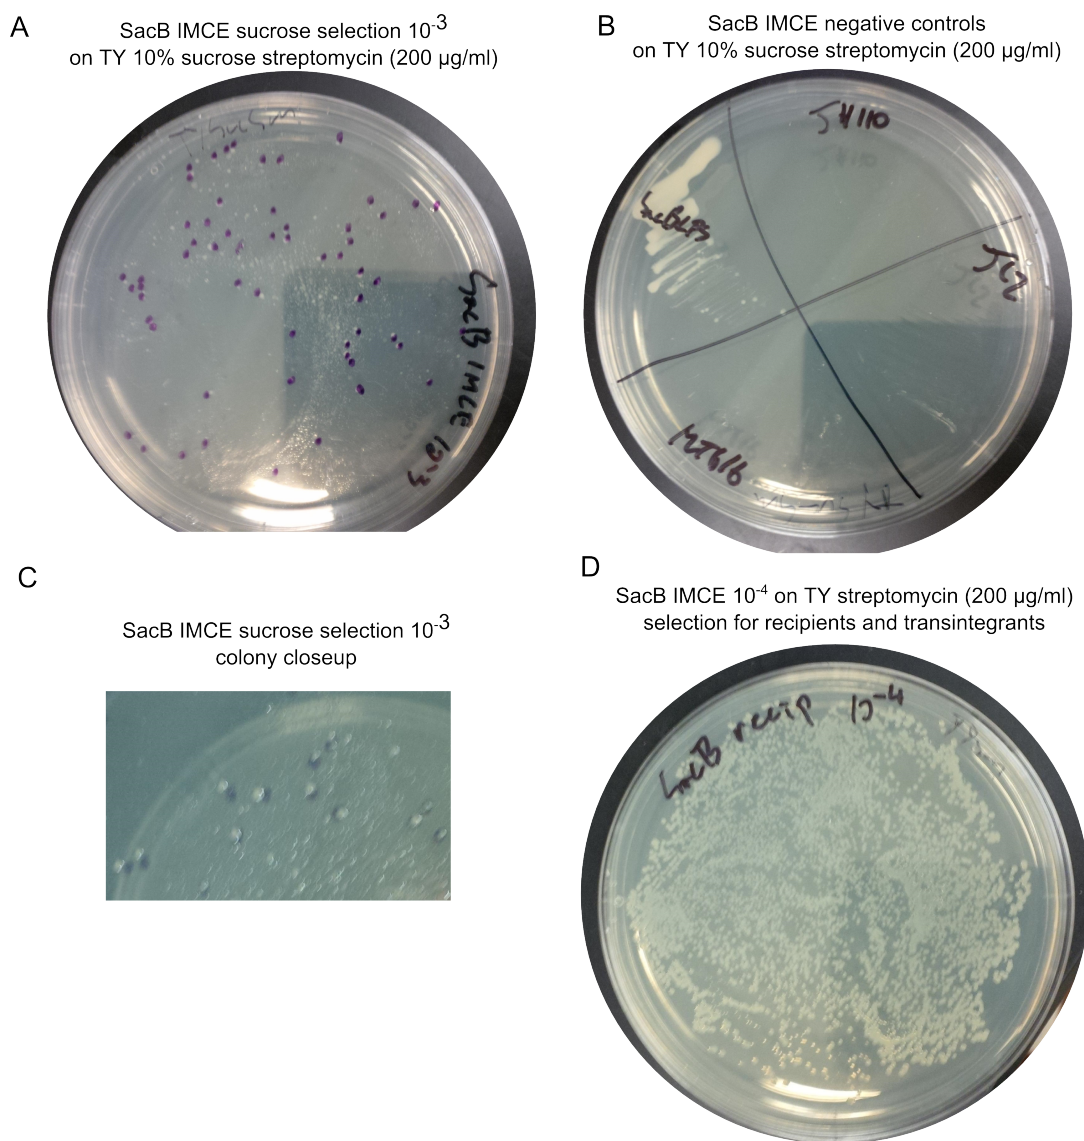 A
SacB IMCE sucrose selection 10-3
on TY 10% sucrose streptomycin (200 µg/ml)
SacB IMCE 10-3
B
SacB IMCE negative controls
on TY 10% sucrose streptomycin (200 µg/ml)
JH110
JH110
JCZ
MT616
C
SacB IMCE sucrose selection 10-3
colony closeup
D
SacB IMCE 10-4 on TY streptomycin (200 µg/ml)
selection for recipients and transintegrants
SacB recip 10-4